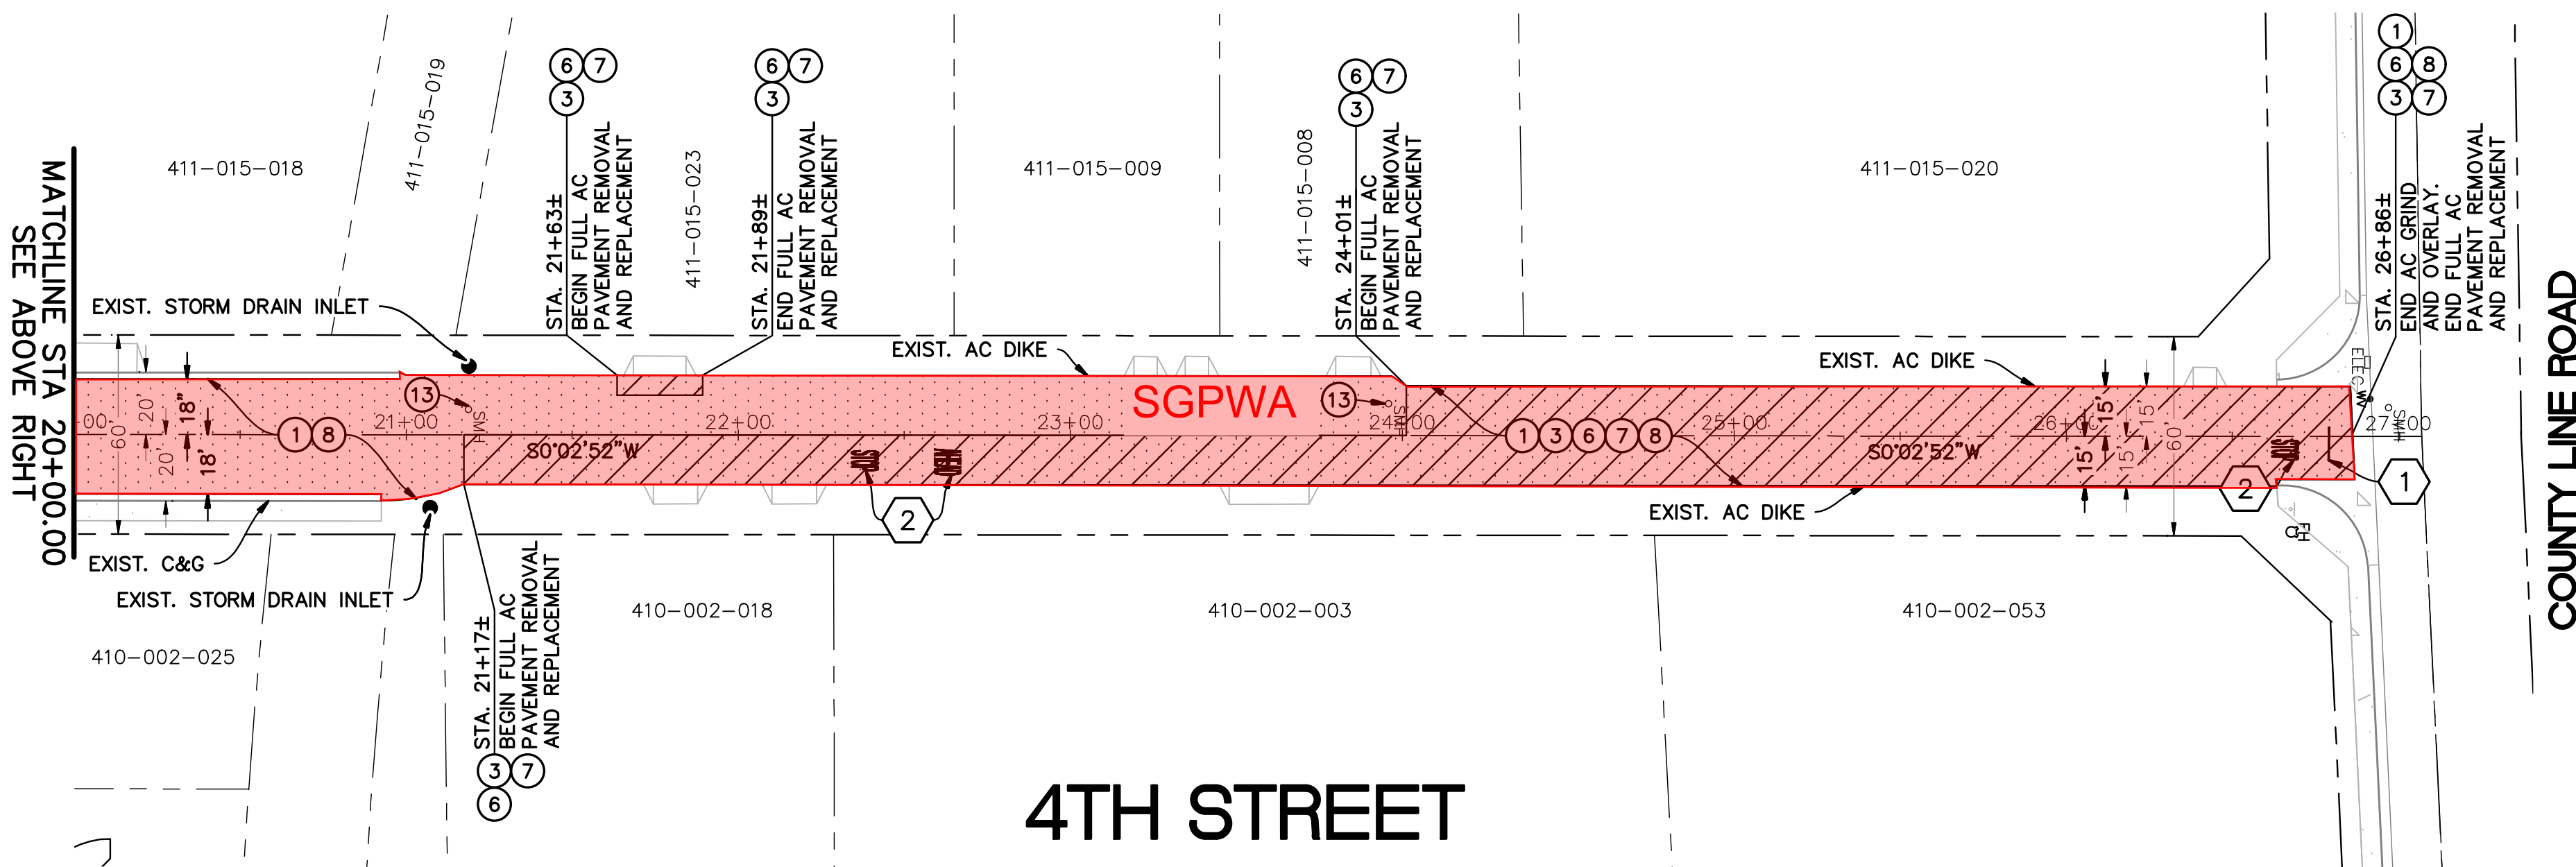 MATCHLINE STA 20+00.00
SEE ABOVE RIGHT
411-015-018
411-015-019
EXIST. STORM DRAIN INLET
6 7
3
STA. 21+63±
BEGIN FULL AC
PAVEMENT REMOVAL
AND REPLACEMENT
411-015-023
6 7
3
STA. 21+89±
END FULL AC
PAVEMENT REMOVAL
AND REPLACEMENT
411-015-009
EXIST. AC DIKE
411-015-008
6 7
3
STA. 24+01±
BEGIN FULL AC
PAVEMENT REMOVAL
AND REPLACEMENT
411-015-020
EXIST. AC DIKE
1
6 8
3 7
STA. 26+86±
END AC GRIND
AND OVERLAY.
END FULL AC
PAVEMENT REMOVAL
AND REPLACEMENT
COUNTY LINE ROAD
ELEC
W
SMH
27+00
60'
20'
18"
20'
18'
1 8
13
21+00
SMH
S0°02'52"W
22+00
STOP
AHEAD
2
23+00
SGPWA
13
24+00
SMH
1 3 6 7 8
25+00
S0°02'52"W
26+00
15'
15'
15'
15'
60'
STOP
2
1
FH
EXIST. C&G
EXIST. STORM DRAIN INLET
EXIST. AC DIKE
410-002-025
STA. 21+17±
BEGIN FULL AC
PAVEMENT REMOVAL
AND REPLACEMENT
3 7
6
410-002-018
410-002-003
410-002-053
4TH STREET